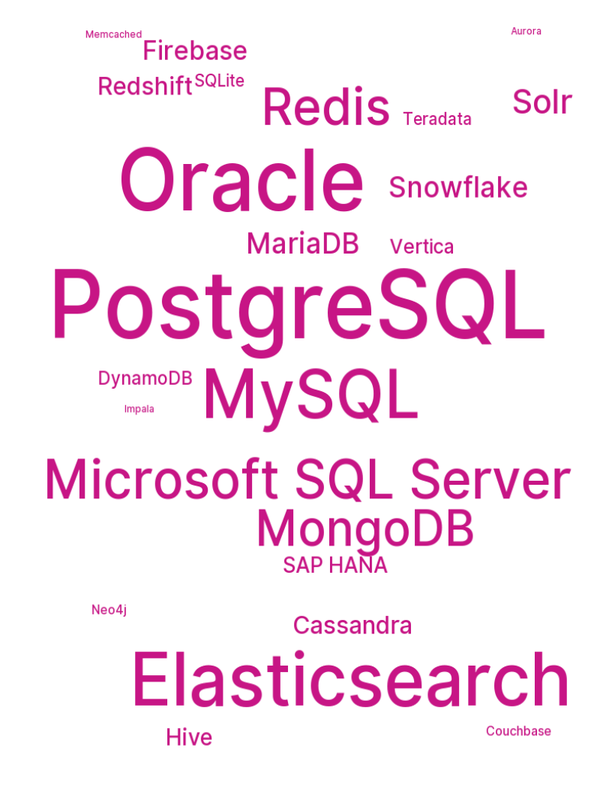 Memcached
Aurora
Firebase
Redshift
SQLite
Redis
Solr
Teradata
Oracle
Snowflake
MariaDB
Vertica
PostgreSQL
DynamoDB
MySQL
Impala
Microsoft SQL Server
MongoDB
SAP HANA
Neo4j
Cassandra
Elasticsearch
Hive
Couchbase